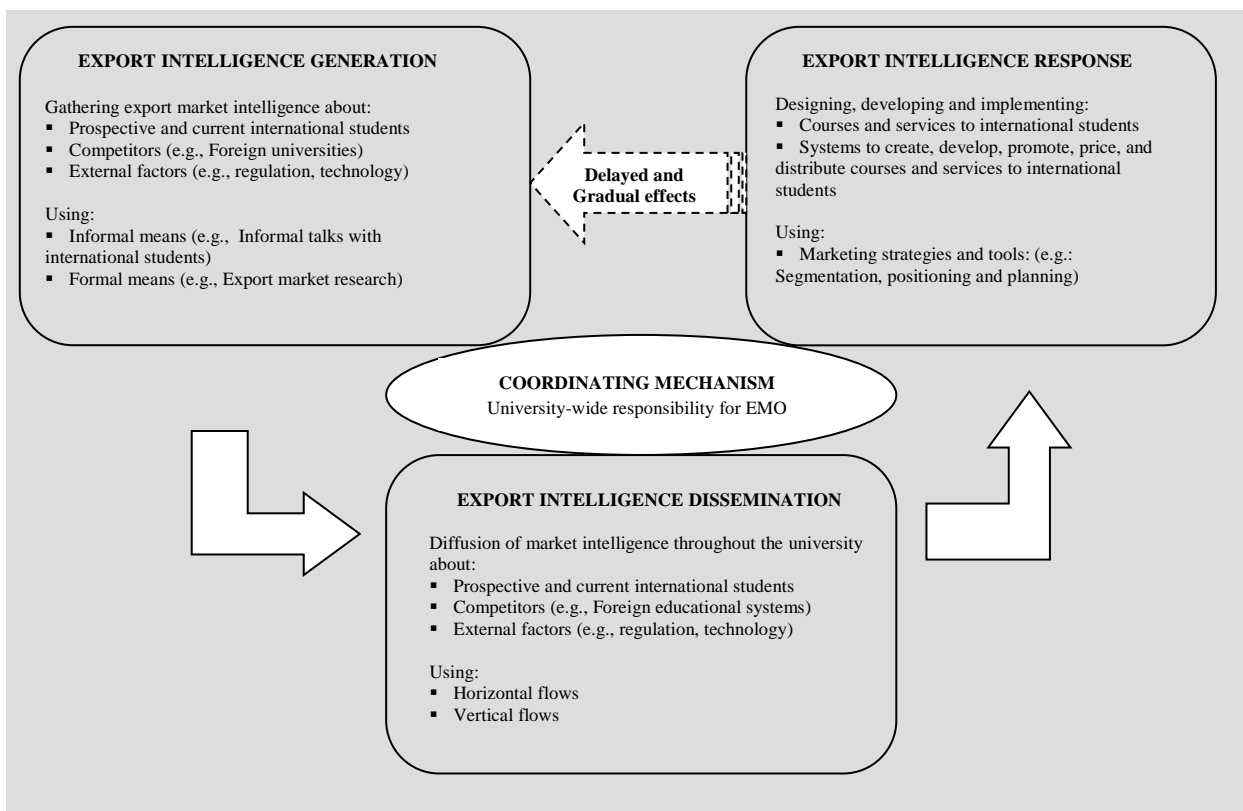 EXPORT INTELLIGENCE GENERATION
Gathering export market intelligence about:
▪ Prospective and current international students
▪ Competitors (e.g., Foreign universities)
▪ External factors (e.g., regulation, technology)
Using:
▪ Informal means (e.g., Informal talks with
international students)
▪ Formal means (e.g., Export market research)
Delayed and
Gradual effects
EXPORT INTELLIGENCE RESPONSE
Designing, developing and implementing:
▪ Courses and services to international students
▪ Systems to create, develop, promote, price, and
distribute courses and services to international
students
Using:
▪ Marketing strategies and tools: (e.g.:
Segmentation, positioning and planning)
COORDINATING MECHANISM
University-wide responsibility for EMO
EXPORT INTELLIGENCE DISSEMINATION
Diffusion of market intelligence throughout the university
about:
▪ Prospective and current international students
▪ Competitors (e.g., Foreign educational systems)
▪ External factors (e.g., regulation, technology)
Using:
▪ Horizontal flows
▪ Vertical flows